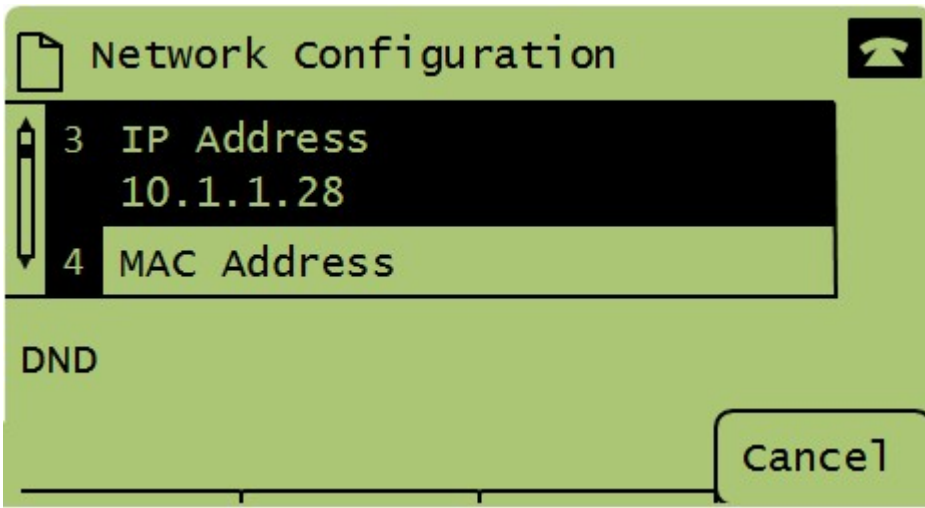 Network Configuration
3 IP Address
10.1.1.28
4 MAC Address
DND
Cancel